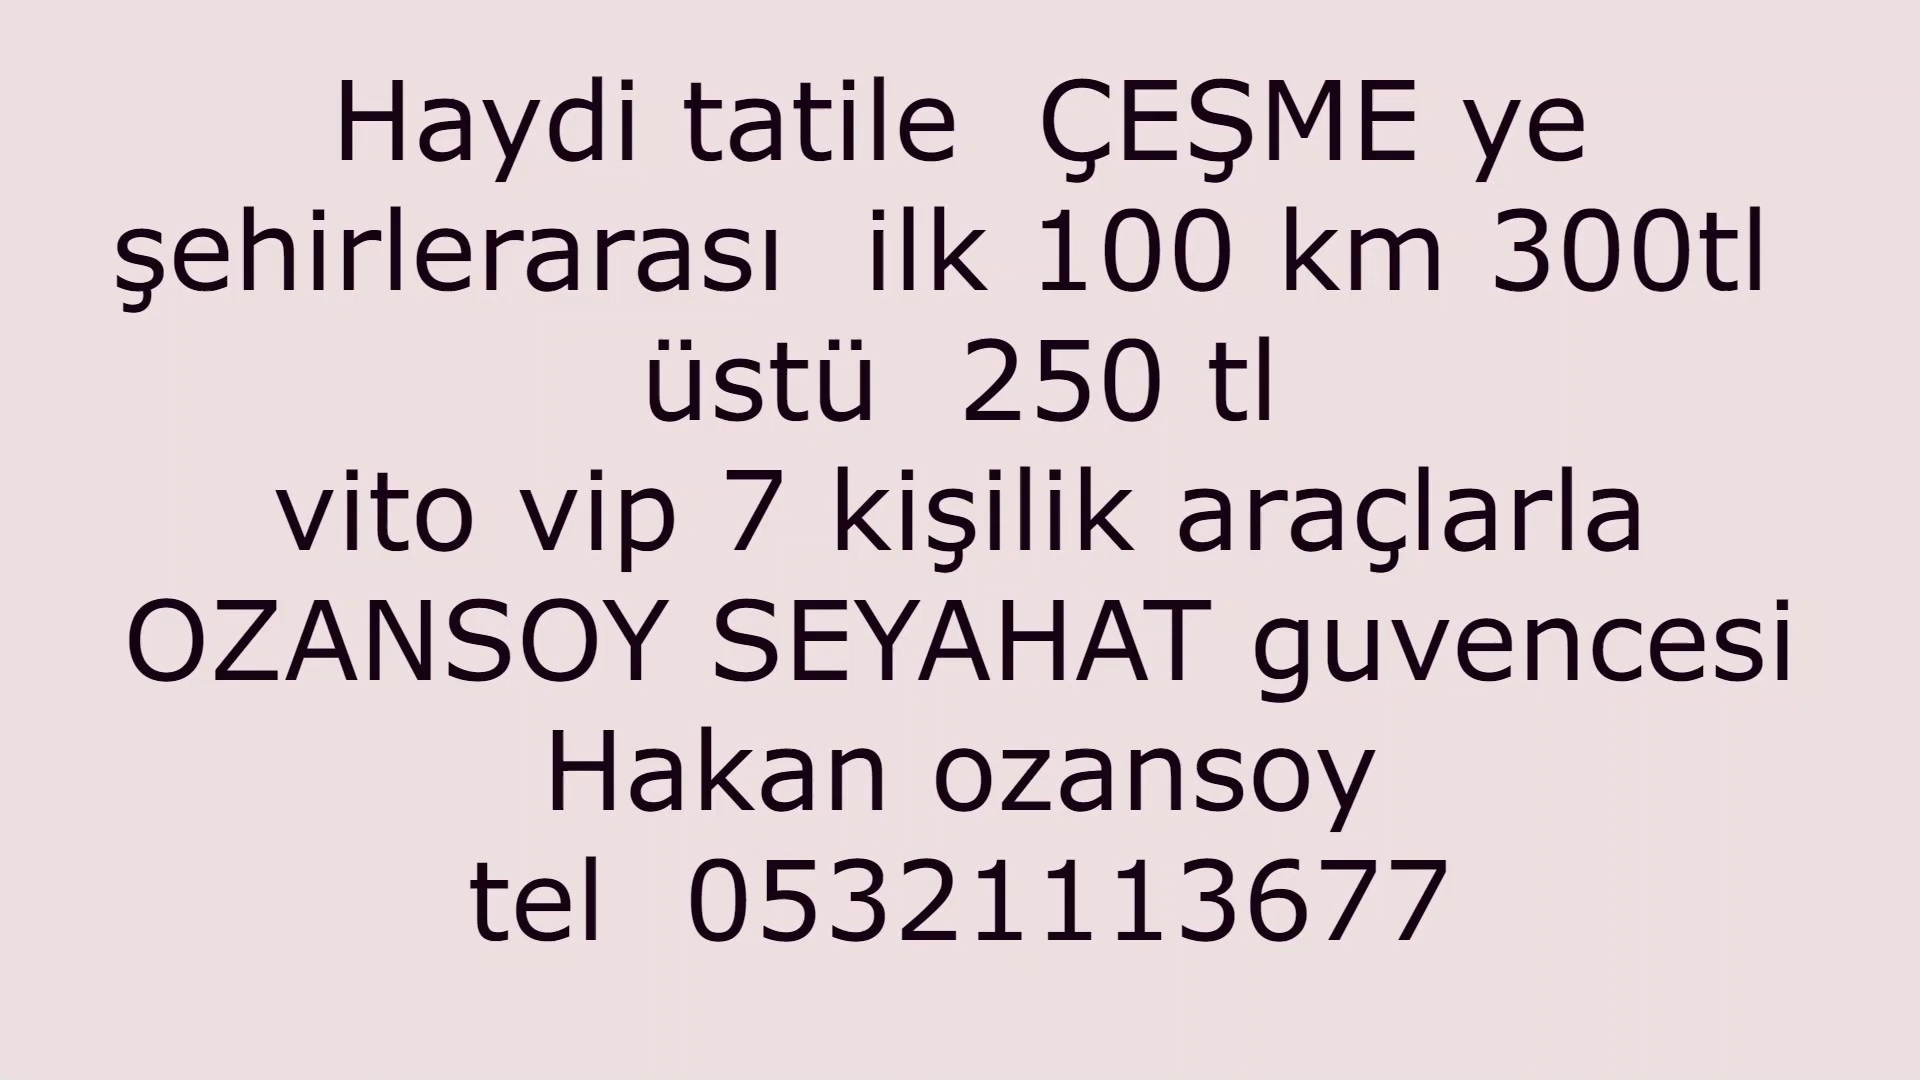 Haydi tatile  ÇEŞME ye
şehirlerarası  ilk 100 km 300tl
üstü  250 tl
vito vip 7 kişilik araçlarla
OZANSOY SEYAHAT guvencesi
Hakan ozansoy
tel  05321113677